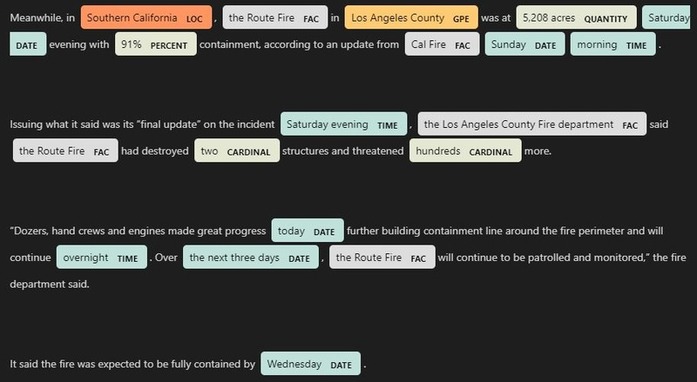 Meanwhile, in Southern California LOC , the Route Fire FAC in Los Angeles County GPE was at 5,208 acres QUANTITY Saturday
DATE evening with 91% PERCENT containment, according to an update from Cal Fire FAC Sunday DATE morning TIME .
Issuing what it said was its “final update” on the incident Saturday evening TIME , the Los Angeles County Fire department FAC said
the Route Fire FAC had destroyed two CARDINAL structures and threatened hundreds CARDINAL more.
“Dozers, hand crews and engines made great progress today DATE further building containment line around the fire perimeter and will
continue overnight TIME . Over the next three days DATE , the Route Fire FAC will continue to be patrolled and monitored,” the fire
department said.
It said the fire was expected to be fully contained by Wednesday DATE .